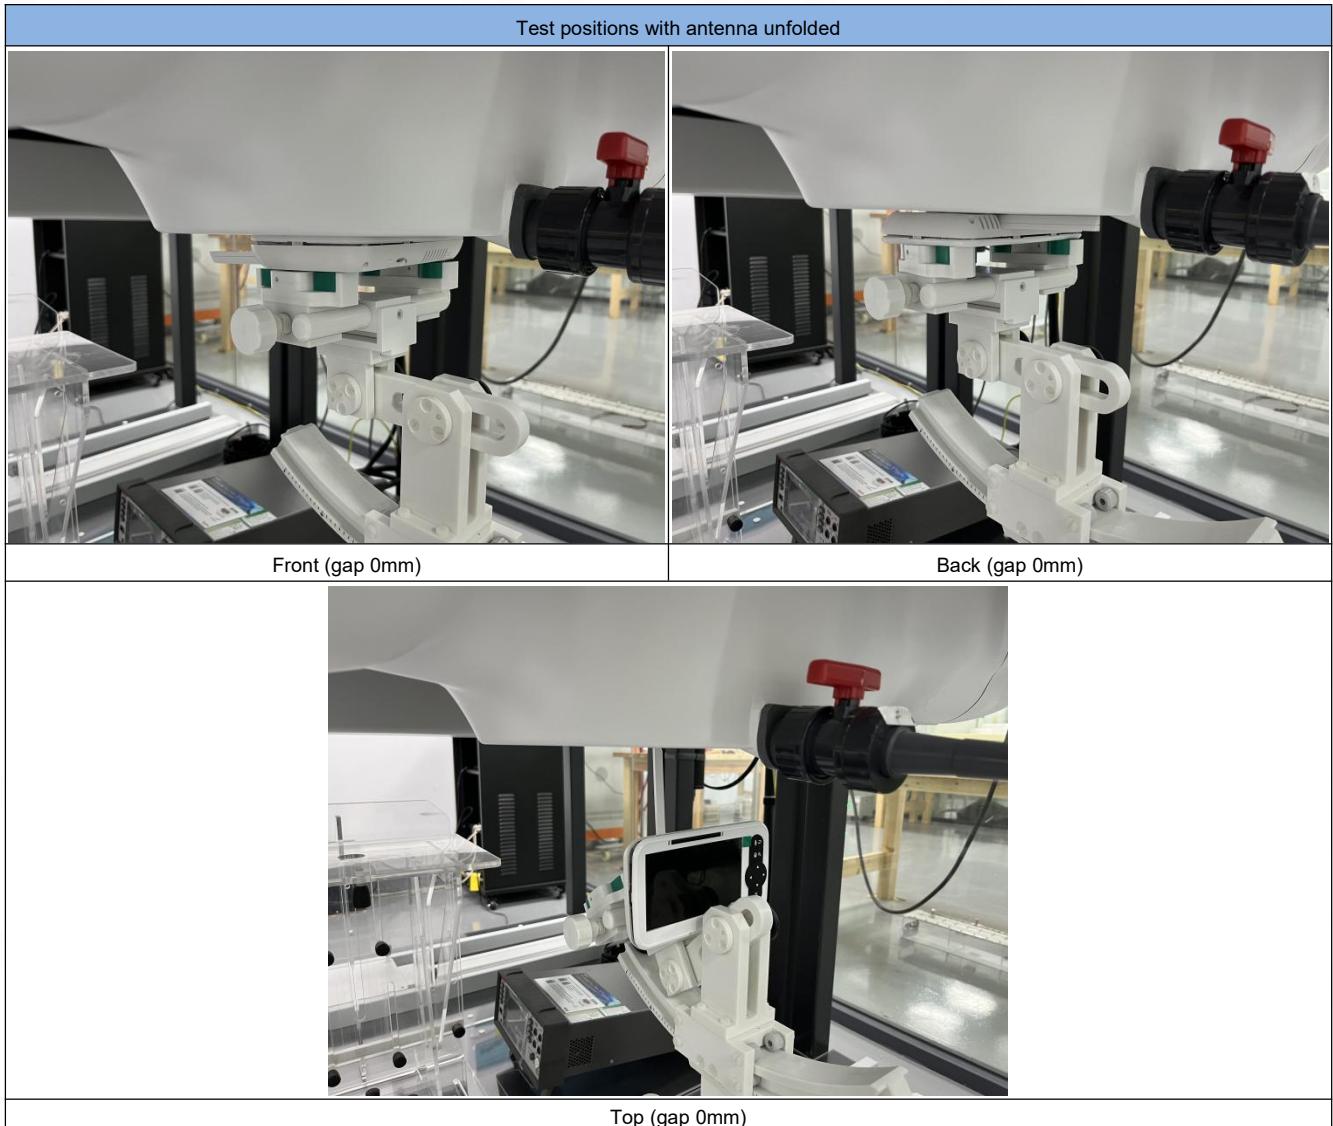 Test positions with antenna unfolded
Front (gap 0mm)
Back (gap 0mm)
Top (gap 0mm)